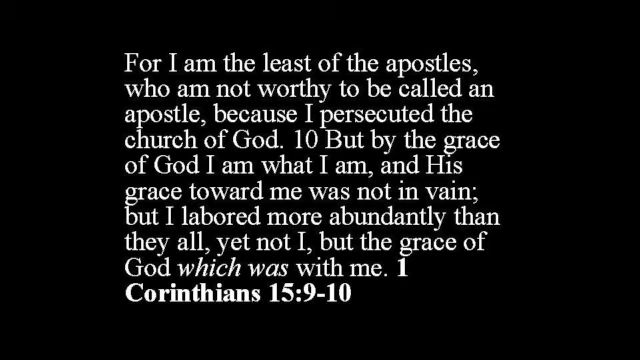 For I am the least of the apostles,
who am not worthy to be called an
apostle, because I persecuted the
church of God. 10 But by the grace
of God I am what I am, and His
grace toward me was not in vain;
but I labored more abundantly than
they all, yet not I, but the grace of
God which was with me. 1
Corinthians 15:9-10